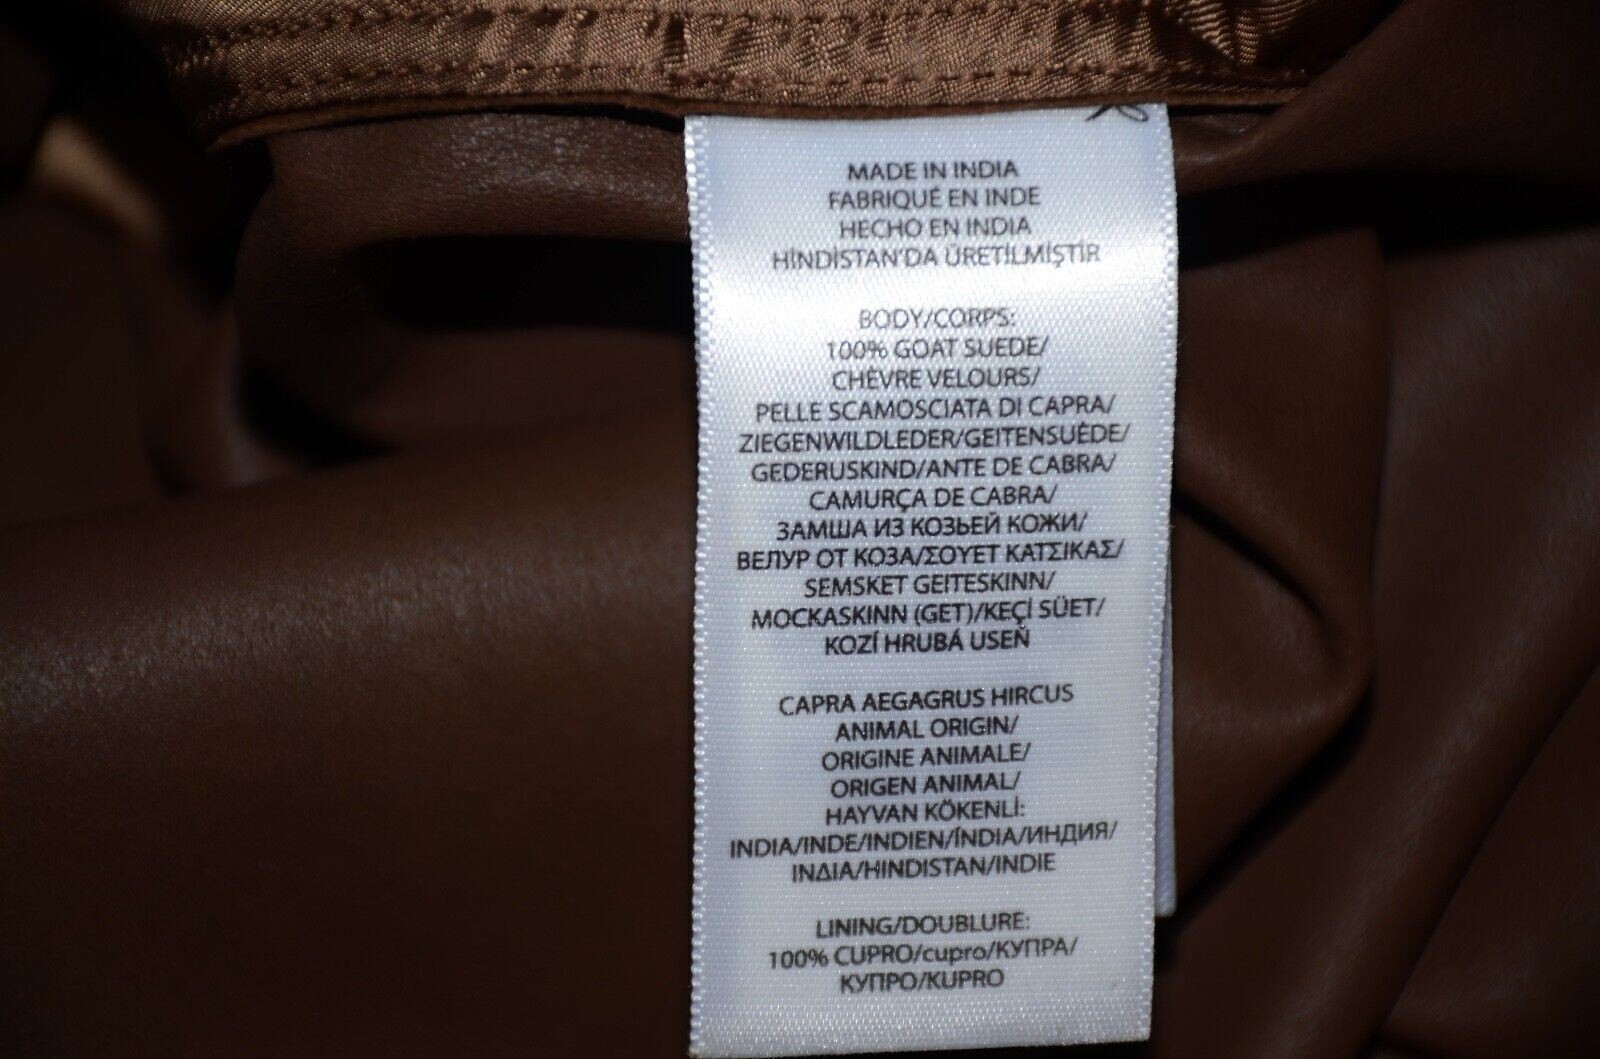 MADE IN INDIA
FABRIQUÉ EN INDE
HECHO EN INDIA
HİNDİSTAN'DA ÜRETİLMİŞTİR
BODY/CORPS:
100% GOAT SUEDE/
CHÈVRE VELOURS/
PELLE SCAMOSCIATA DI CAPRA/
ZIEGENWILDLEDER/GEITENSUÈDE/
GEDERUSKIND/ANTE DE CABRA/
CAMURÇA DE CABRA/
ЗАМША ИЗ КОЗЬЕЙ КОЖИ/
ВЕЛУР ОТ КОЗА/ΣΟΥΕΤ ΚΑΤΣΙΚΑΣ/
SEMSKET GEITESKINN/
MOCKASKINN (GET)/KEÇİ SÜET/
KOZÍ HRUBÁ USEŇ
CAPRA AEGAGRUS HIRCUS
ANIMAL ORIGIN/
ORIGINE ANIMALE/
ORIGEN ANIMAL/
HAYVAN KÖKENLİ:
INDIA/INDE/INDIEN/ÍNDIA/ИНДИЯ/
ΙΝΔΙΑ/HINDISTAN/INDIE
LINING/DOUBLURE:
100% CUPRO/cupro/КУПРА/
КУПРО/KUPRO